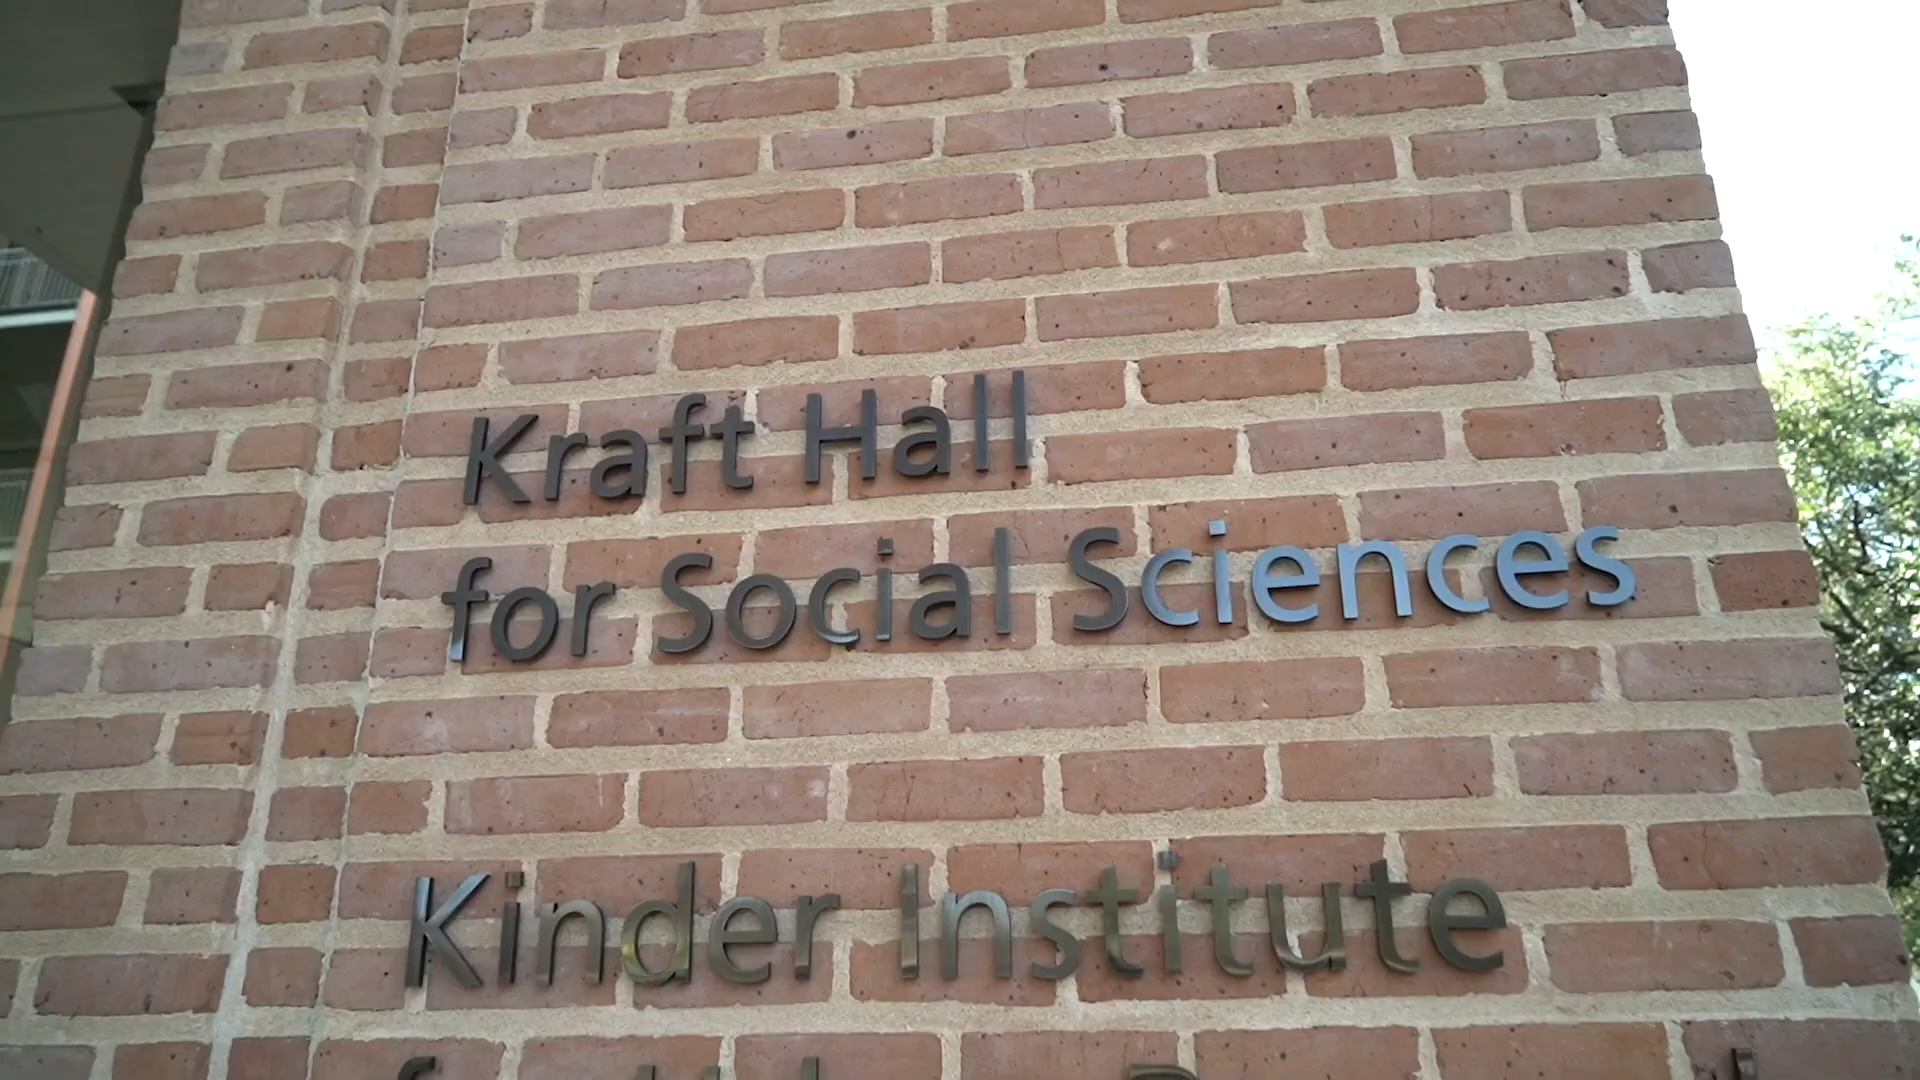 Kraft Hall
for Social Sciences
Kinder Institute